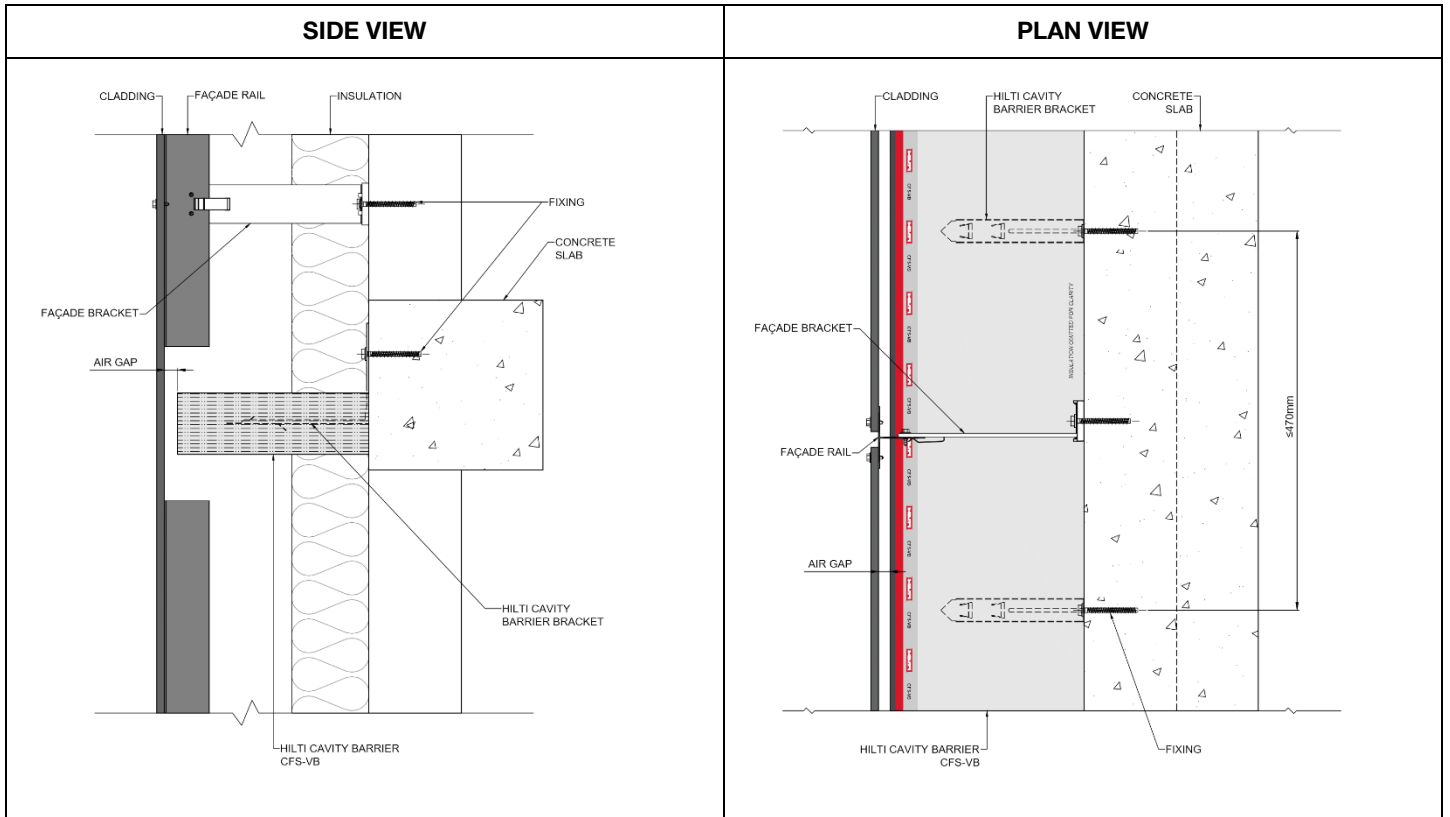 SIDE VIEW
PLAN VIEW
CLADDING
FAÇADE RAIL
INSULATION
FIXING
CONCRETE
SLAB
FAÇADE BRACKET
AIR GAP
HILTI CAVITY
BARRIER BRACKET
HILTI CAVITY BARRIER
CFS-VB
CLADDING
HILTI CAVITY
BARRIER BRACKET
CONCRETE
SLAB
INSULATION OMITTED FOR CLARITY
FAÇADE BRACKET
≤470mm
FAÇADE RAIL
AIR GAP
HILTI CAVITY BARRIER
CFS-VB
FIXING